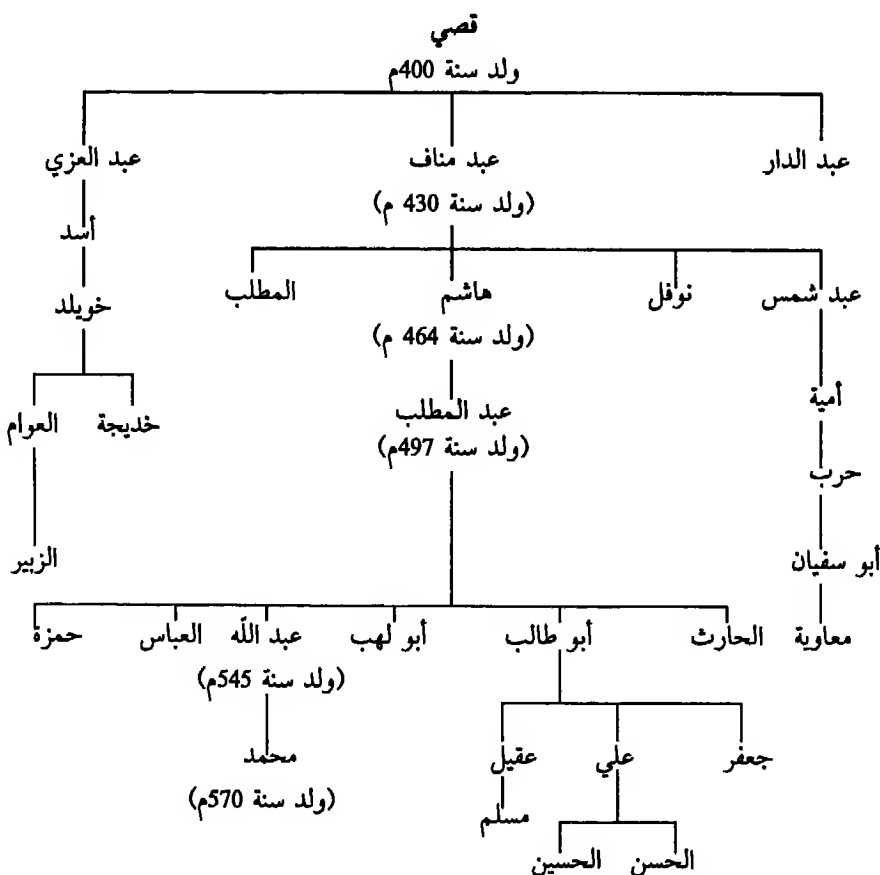 قصي
ولد سنة 400م
عبد الدار
عبد مناف
عبد العزي
(ولد سنة 430 م)
أسد
عبد شمس
نوفل
هاشم
المطلب
خويلد
(ولد سنة 464 م)
أمية
عبد المطلب
خديجة
العوام
(ولد سنة 497م)
حرب
أبو سفيان
الزبير
معاوية
الحارث
أبو طالب
أبو لهب
عبد الله
العباس
حمزة
(ولد سنة 545م)
جعفر
علي
عقيل
محمد
(ولد سنة 570م)
مسلم
الحسن
الحسين